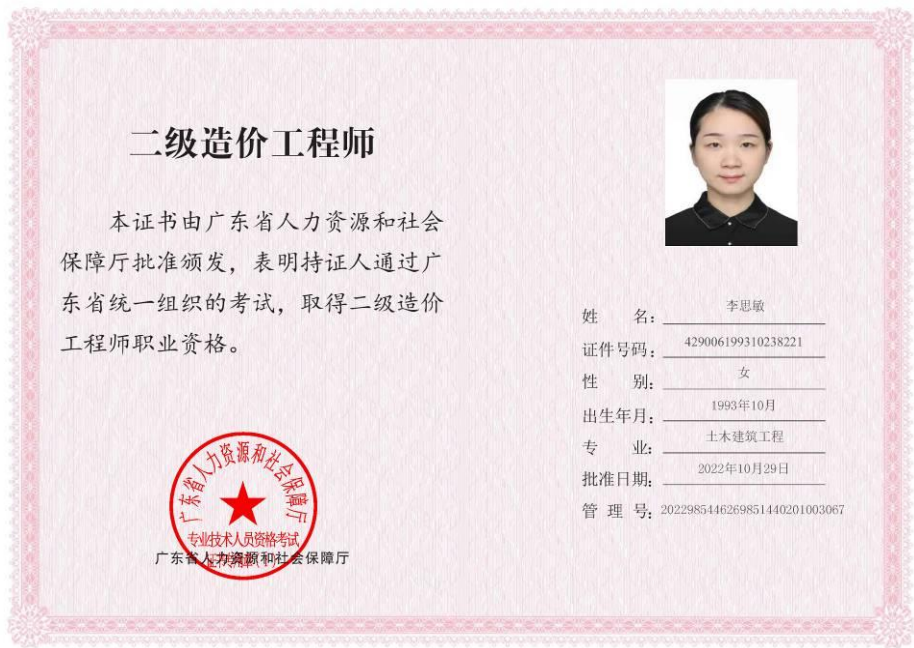 二级造价工程师
本证书由广东省人力资源和社会
保障厅批准颁发，表明持证人通过广
东省统一组织的考试，取得二级造价
工程师职业资格。
广东省人力资源和社会保障厅
专业技术人员资格考试
广东省人力资源和社会保障厅
姓名：李思敏
证件号码：429006199310238221
性别：女
出生年月：1993年10月
专业：土木建筑工程
批准日期：2022年10月29日
管理号：20229854462698514402010030​67